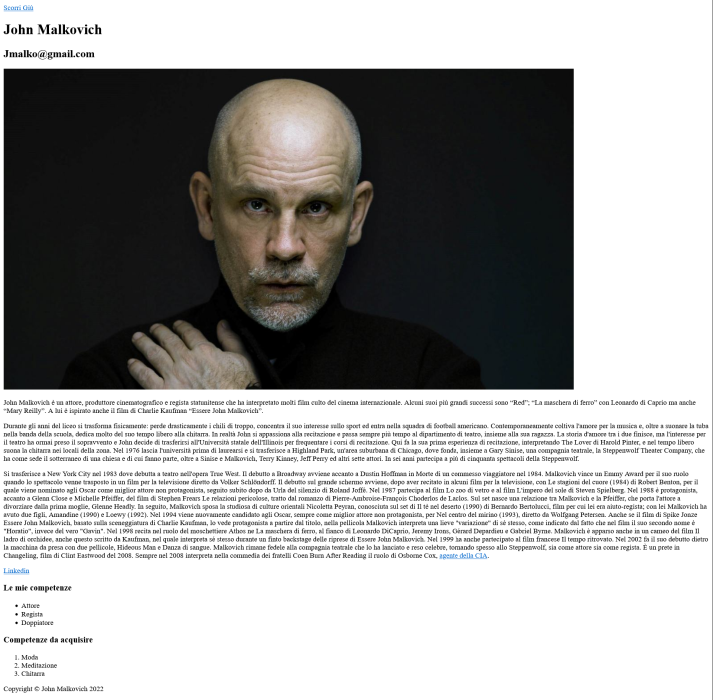 Scorri Giù
John Malkovich
Jmalko@gmail.com
John Malkovich è un attore, produttore cinematografico e regista statunitense che ha interpretato molti film culto del cinema internazionale. Alcuni suoi più grandi successi sono “Red”; “La maschera di ferro” con Leonardo di Caprio ma anche
“Mary Reilly”. A lui è ispirato anche il film di Charlie Kaufman “Essere John Malkovich”.
Durante gli anni del liceo si trasforma fisicamente: perde drasticamente i chili di troppo, concentra il suo interesse sullo sport ed entra nella squadra di football americano. Contemporaneamente coltiva l'amore per la musica e, oltre a suonare la tuba
nella banda della scuola, dedica molto del suo tempo libero alla chitarra. In realtà John si appassiona alla recitazione e passa sempre più tempo al dipartimento di teatro, insieme alla sua ragazza. La storia d'amore tra i due finisce, ma l'interesse per
il teatro ha ormai preso il sopravvento e John decide di trasferirsi all'Università statale dell'Illinois per frequentare i corsi di recitazione. Qui fa la sua prima esperienza di recitazione, interpretando The Lover di Harold Pinter, e nel tempo libero
suona la chitarra nei locali della zona. Nel 1976 lascia l'università prima di laurearsi e si trasferisce a Highland Park, un'area suburbana di Chicago, dove fonda, insieme a Gary Sinise, una compagnia teatrale, la Steppenwolf Theater Company, che
ha come sede il sotterraneo di una chiesa e di cui fanno parte, oltre a Sinise e Malkovich, Terry Kinney, Jeff Perry ed altri sette attori. In sei anni partecipa a più di cinquanta spettacoli della Steppenwolf.
Si trasferisce a New York City nel 1983 dove debutta a teatro nell'opera True West. Il debutto a Broadway avviene accanto a Dustin Hoffman in Morte di un commesso viaggiatore nel 1984. Malkovich vince un Emmy Award per il suo ruolo
quando lo spettacolo venne trasposto in un film per la televisione diretto da Volker Schlöndorff. Il debutto sul grande schermo avviene, dopo aver recitato in alcuni film per la televisione, con Le stagioni del cuore (1984) di Robert Benton, per il
quale viene nominato agli Oscar come miglior attore non protagonista, seguito subito dopo da Urla del silenzio di Roland Joffé. Nel 1987 partecipa al film Lo zoo di vetro e al film L'impero del sole di Steven Spielberg. Nel 1988 è protagonista,
accanto a Glenn Close e Michelle Pfeiffer, del film di Stephen Frears Le relazioni pericolose, tratto dal romanzo di Pierre-Ambroise-François Choderlos de Laclos. Sul set nasce una relazione tra Malkovich e la Pfeiffer, che porta l'attore a
divorziare dalla prima moglie, Glenne Headly. In seguito, Malkovich sposa la studiosa di culture orientali Nicoletta Peyran, conosciuta sul set di Il tè nel deserto (1990) di Bernardo Bertolucci, film per cui lei era aiuto-regista; con lei Malkovich ha
avuto due figli, Amandine (1990) e Loewy (1992). Nel 1994 viene nuovamente candidato agli Oscar, sempre come miglior attore non protagonista, per Nel centro del mirino (1993), diretto da Wolfgang Petersen. Anche se il film di Spike Jonze
Essere John Malkovich, basato sulla sceneggiatura di Charlie Kaufman, lo vede protagonista a partire dal titolo, nella pellicola Malkovich interpreta una lieve "variazione" di sé stesso, come indicato dal fatto che nel film il suo secondo nome è
"Horatio", invece del vero "Gavin". Nel 1998 recita nel ruolo del moschettiere Athos ne La maschera di ferro, al fianco di Leonardo DiCaprio, Jeremy Irons, Gérard Depardieu e Gabriel Byrne. Malkovich è apparso anche in un cameo del film Il
ladro di orchidee, anche questo scritto da Kaufman, nel quale interpreta sé stesso durante un finto backstage delle riprese di Essere John Malkovich. Nel 1999 ha anche partecipato al film francese Il tempo ritrovato. Nel 2002 fa il suo debutto dietro
la macchina da presa con due pellicole, Hideous Man e Danza di sangue. Malkovich rimane fedele alla compagnia teatrale che lo ha lanciato e reso celebre, tornando spesso allo Steppenwolf, sia come attore sia come regista. È un prete in
Changeling, film di Clint Eastwood del 2008. Sempre nel 2008 interpreta nella commedia dei fratelli Coen Burn After Reading il ruolo di Osborne Cox, agente della CIA.
Linkedin
Le mie competenze
• Attore
• Regista
• Doppiatore
Competenze da acquisire
1. Moda
2. Meditazione
3. Chitarra
Copyright © John Malkovich 2022